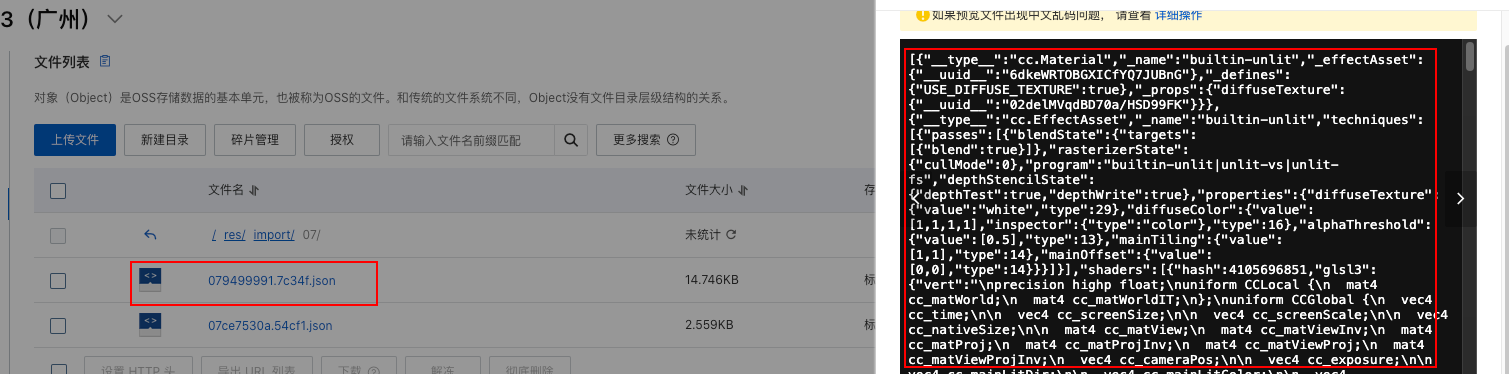 3（广州）
文件列表
对象（Object）是OSS存储数据的基本单元，也被称为OSS的文件。和传统的文件系统不同，Object没有文件目录层级结构的关系。
上传文件 新建目录 碎片管理 授权 请输入文件名前缀匹配 更多搜索
文件名 文件大小 存
/ res/ import/ 07/ 未统计
079499991.7c34f.json 14.746KB 标
07ce7530a.54cf1.json 2.559KB 标
设置 HTTP 头 导出 URL 列表 下载 解冻 彻底删除
如果预览文件出现中文乱码问题， 请查看 详细操作
[{"__type__":"cc.Material","_name":"builtin-unlit","_effectAsset":
{"__uuid__":"6dkeWRTOBGXICfYQ7JUBnG"},"_defines":
{"USE_DIFFUSE_TEXTURE":true},"_props":{"diffuseTexture":
{"__uuid__":"02delMVqdBD70a/HSD99FK"}}},
{"__type__":"cc.EffectAsset","_name":"builtin-unlit","techniques":
[{"passes":[{"blendState":{"targets":
[{"blend":true}]},"rasterizerState":
{"cullMode":0},"program":"builtin-unlit|unlit-vs|unlit-
fs","depthStencilState":
{"depthTest":true,"depthWrite":true},"properties":{"diffuseTexture":
{"value":"white","type":29},"diffuseColor":{"value":
[1,1,1,1],"inspector":{"type":"color"},"type":16},"alphaThreshold":
{"value":[0.5],"type":13},"mainTiling":{"value":
[1,1],"type":14},"mainOffset":{"value":
[0,0],"type":14}}}]}],"shaders":[{"hash":4105696851,"glsl3":
{"vert":"\nprecision highp float;\nuniform CCLocal {\n  mat4
cc_matWorld;\n  mat4 cc_matWorldIT;\n};\nuniform CCGlobal {\n  vec4
cc_time;\n\n  vec4 cc_screenSize;\n\n  vec4 cc_screenScale;\n\n  vec4
cc_nativeSize;\n\n  mat4 cc_matView;\n  mat4 cc_matViewInv;\n  mat4
cc_matProj;\n  mat4 cc_matProjInv;\n  mat4 cc_matViewProj;\n  mat4
cc_matViewProjInv;\n  vec4 cc_cameraPos;\n\n  vec4 cc_exposure;\n\n
vec4 cc_mainLitDir;\n\n  vec4 cc_mainLitColor;\n\n  vec4